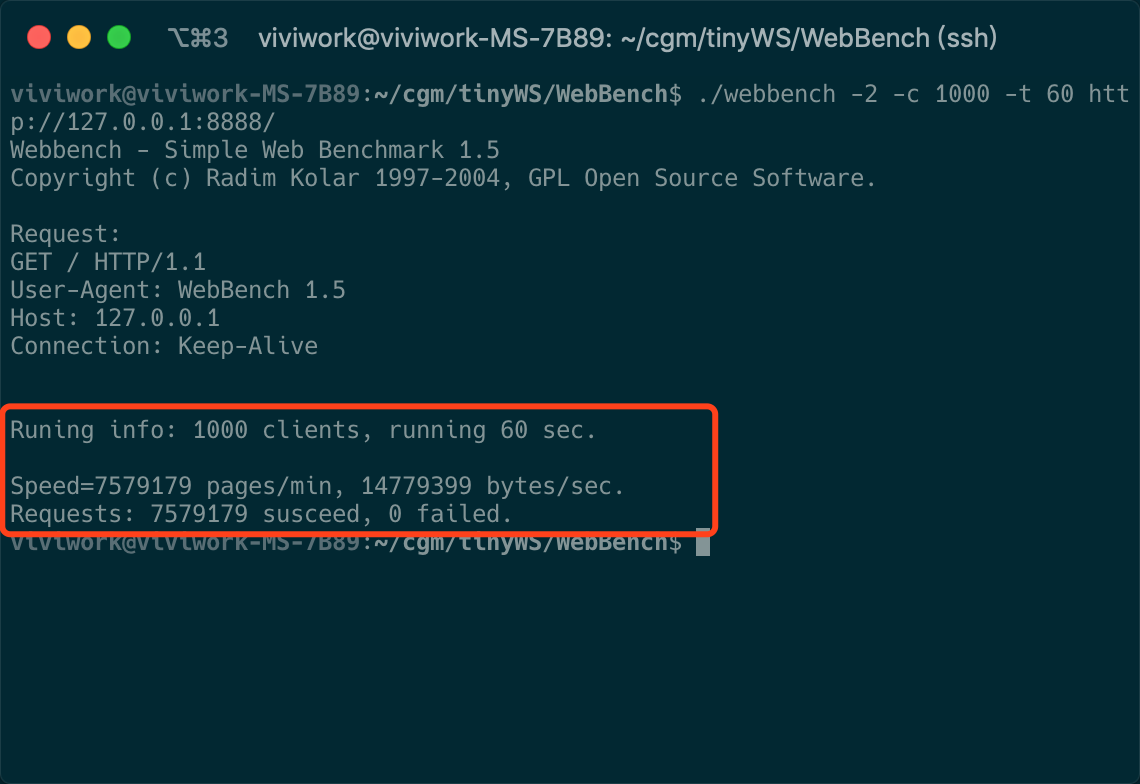 ⌥⌘3 viviwork@viviwork-MS-7B89: ~/cgm/tinyWS/WebBench (ssh)
viviwork@viviwork-MS-7B89:~/cgm/tinyWS/WebBench$ ./webbench -2 -c 1000 -t 60 htt
p://127.0.0.1:8888/
Webbench - Simple Web Benchmark 1.5
Copyright (c) Radim Kolar 1997-2004, GPL Open Source Software.
Request:
GET / HTTP/1.1
User-Agent: WebBench 1.5
Host: 127.0.0.1
Connection: Keep-Alive
Runing info: 1000 clients, running 60 sec.
Speed=7579179 pages/min, 14779399 bytes/sec.
Requests: 7579179 susceed, 0 failed.
viviwork@viviwork-MS-7B89:~/cgm/tinyWS/WebBench$